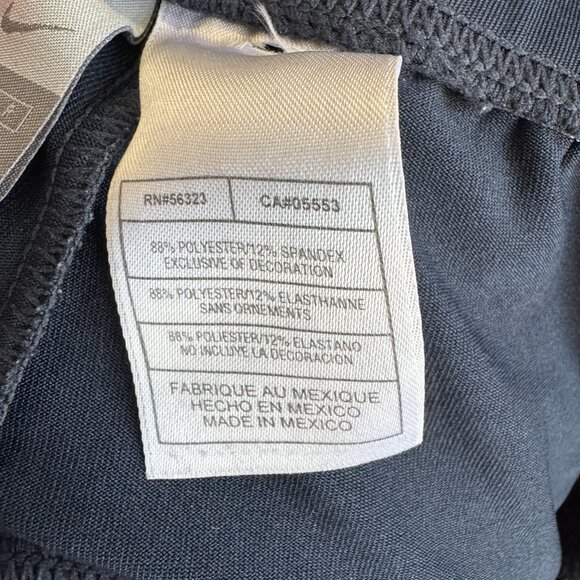 RN#56323
CA#05553
88% POLYESTER/12% SPANDEX
EXCLUSIVE OF DECORATION
88% POLYESTER/12% ELASTHANNE
SANS ORNEMENTS
88% POLIESTER/12% ELASTANO
NO INCLUYE LA DECORACION
FABRIQUE AU MEXIQUE
HECHO EN MEXICO
MADE IN MEXICO